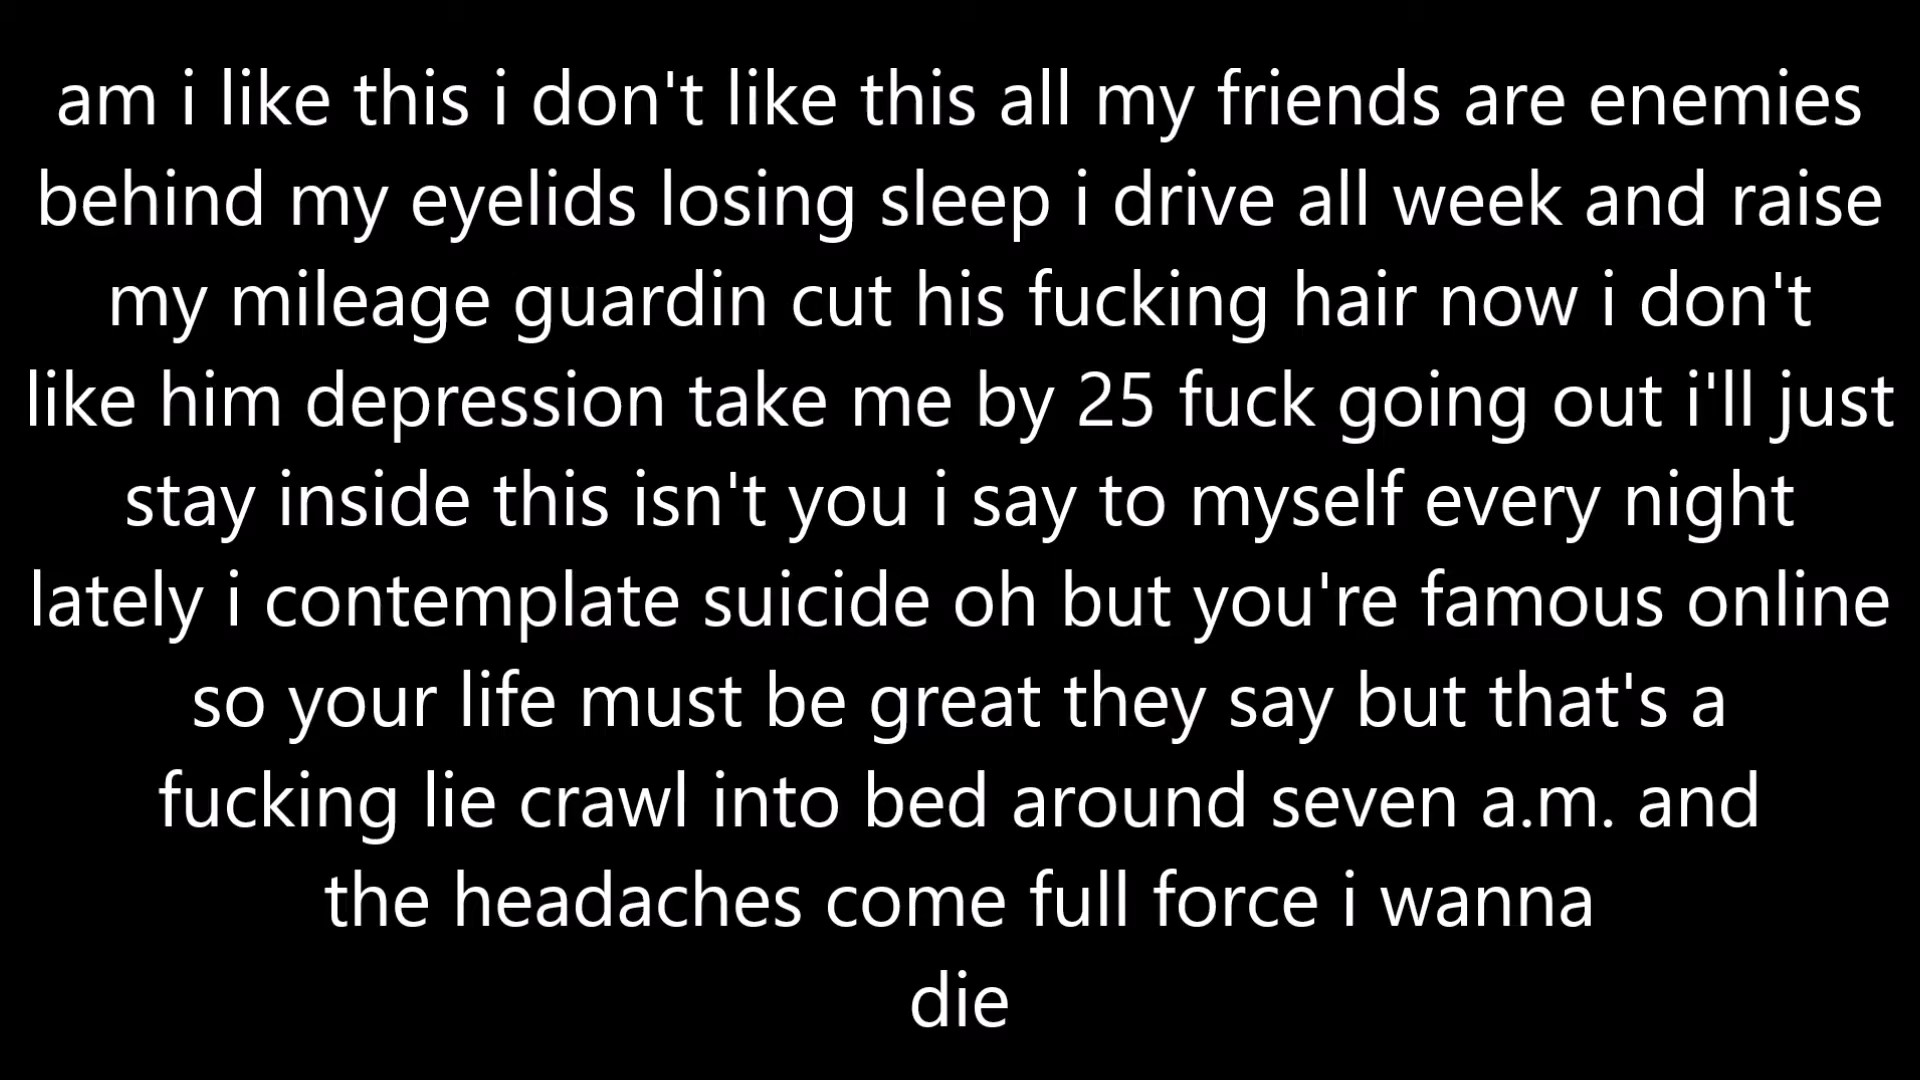 am i like this i don't like this all my friends are enemies
behind my eyelids losing sleep i drive all week and raise
my mileage guardin cut his fucking hair now i don't
like him depression take me by 25 fuck going out i'll just
stay inside this isn't you i say to myself every night
lately i contemplate suicide oh but you're famous online
so your life must be great they say but that's a
fucking lie crawl into bed around seven a.m. and
the headaches come full force i wanna
die